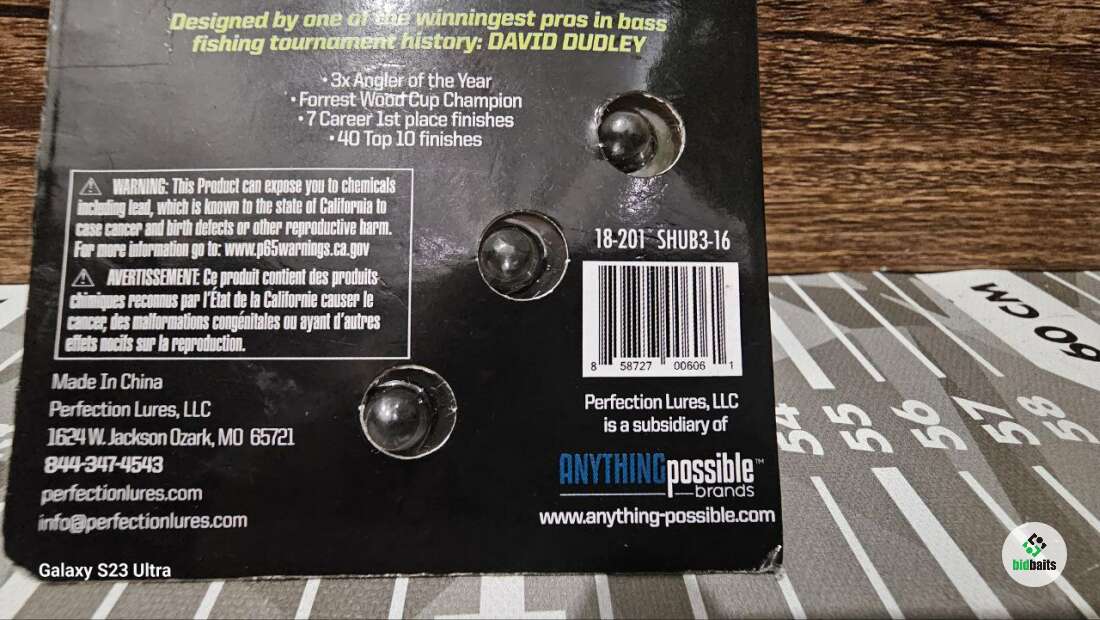 Designed by one of the winningest pros in bass
fishing tournament history: DAVID DUDLEY
• 3x Angler of the Year
• Forrest Wood Cup Champion
• 7 Career 1st place finishes
• 40 Top 10 finishes
WARNING: This Product can expose you to chemicals
including lead, which is known to the state of California to
case cancer and birth defects or other reproductive harm.
For more information go to: www.p65warnings.ca.gov
AVERTISSEMENT: Ce produit contient des produits
chimiques reconnus par l'État de la Californie causer le
cancer, des malformations congénitales ou ayant d'autres
effets nocifs sur la reproduction.
Made In China
Perfection Lures, LLC
1624 W. Jackson Ozark, MO 65721
844-347-4543
perfectionlures.com
info@perfectionlures.com
18-201 SHUB3-16
8 58727 00606 1
Perfection Lures, LLC
is a subsidiary of
ANYTHING possible™
brands
www.anything-possible.com
54
55
56
57
58
60 CM
Galaxy S23 Ultra
bidbaits